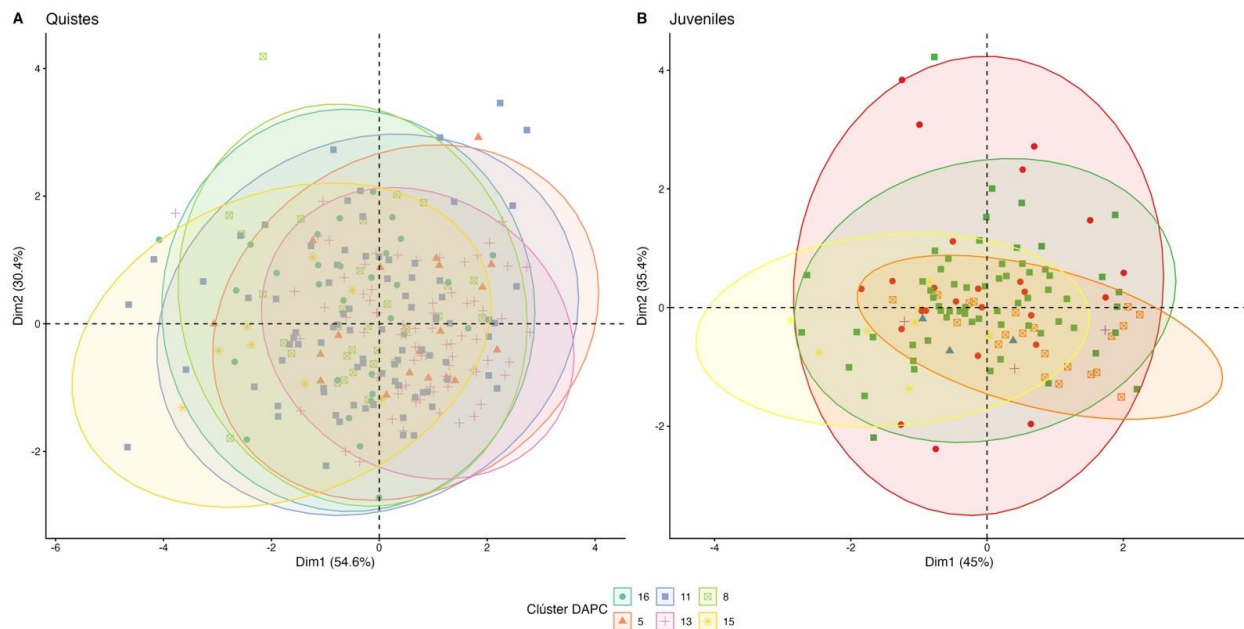 A Quistes
4
2
0
-2
Dim2 (30.4%)
-6 -4 -2 0 2 4
Dim1 (54.6%)
B Juveniles
4
2
0
-2
Dim2 (35.4%)
-4 -2 0 2
Dim1 (45%)
Clúster DAPC
16 11 8
5 13 15